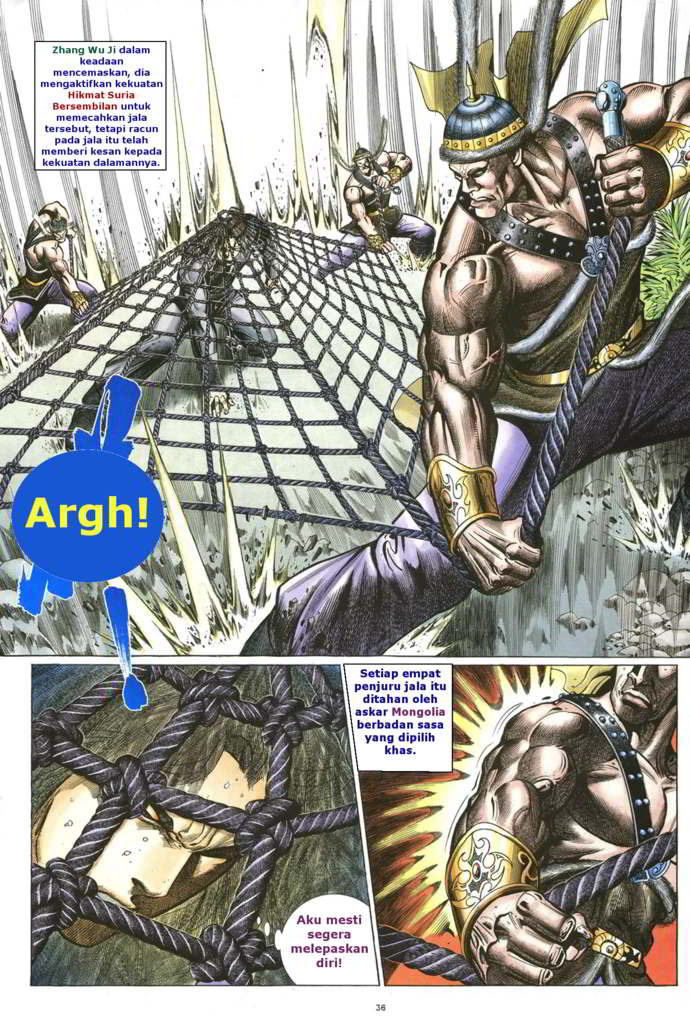 Zhang Wu Ji dalam
keadaan
mencemaskan, dia
mengaktifkan kekuatan
Hikmat Suria
Bersembilan untuk
memecahkan jala
tersebut, tetapi racun
pada jala itu telah
memberi kesan kepada
kekuatan dalamannya.
Argh!
Setiap empat
penjuru jala itu
ditahan oleh
askar Mongolia
berbadan sasa
yang dipilih
khas.
Aku mesti
segera
melepaskan
diri!
36